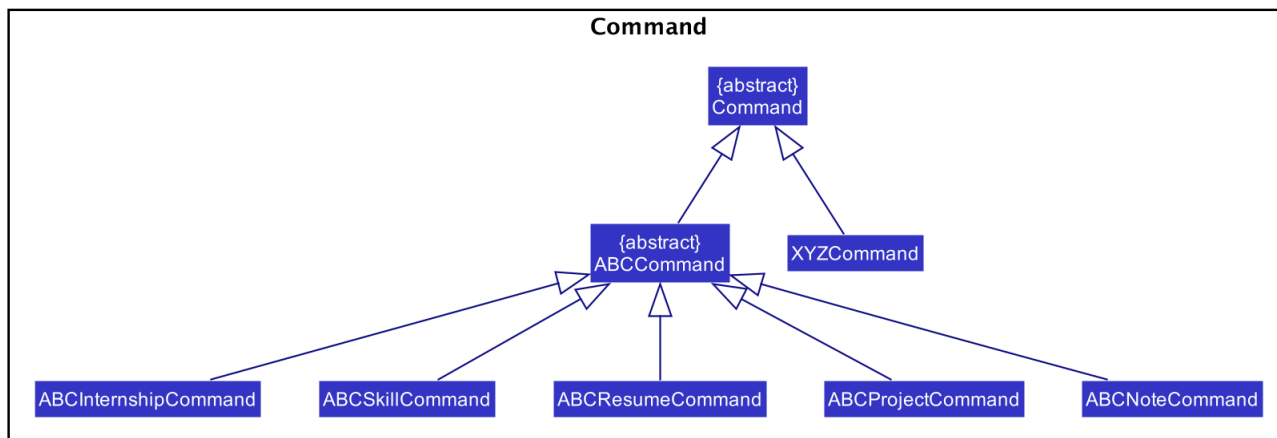 Command
{abstract}
Command
{abstract}
ABCCommand
XYZCommand
ABCInternshipCommand
ABCSkillCommand
ABCResumeCommand
ABCProjectCommand
ABCNoteCommand